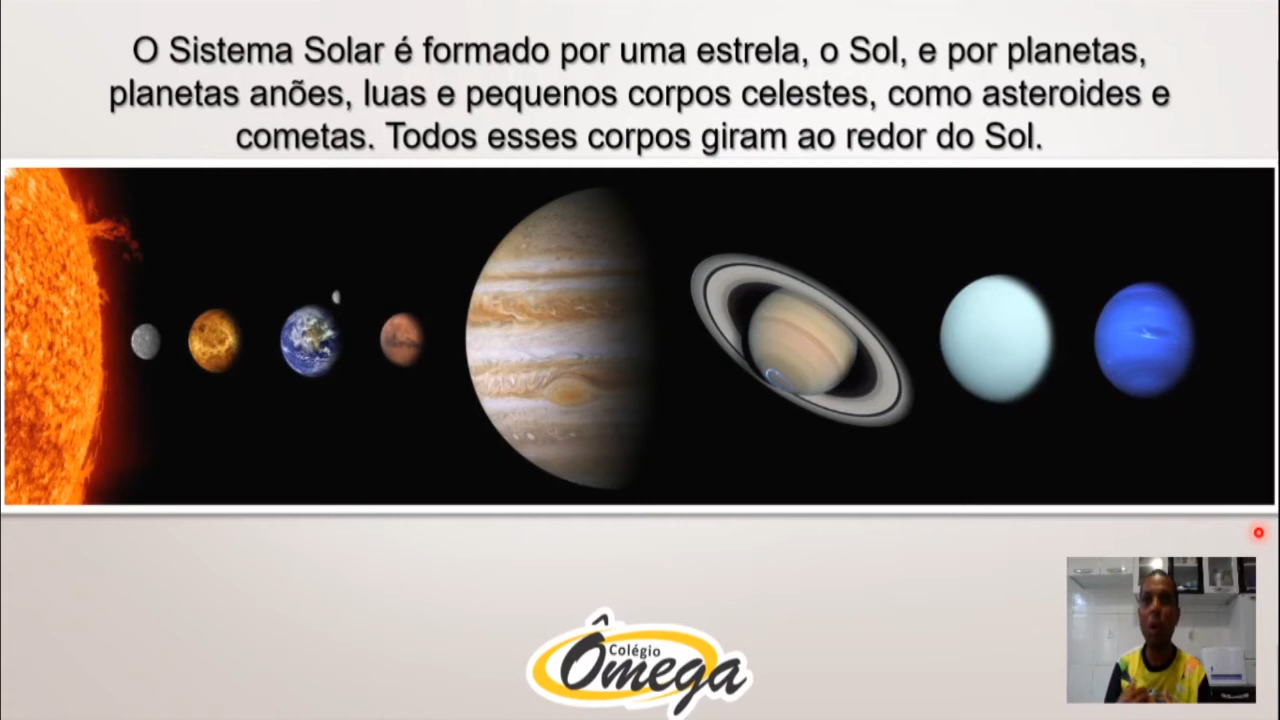 O Sistema Solar é formado por uma estrela, o Sol, e por planetas,
planetas anões, luas e pequenos corpos celestes, como asteroides e
cometas. Todos esses corpos giram ao redor do Sol.
Colégio
Ômega